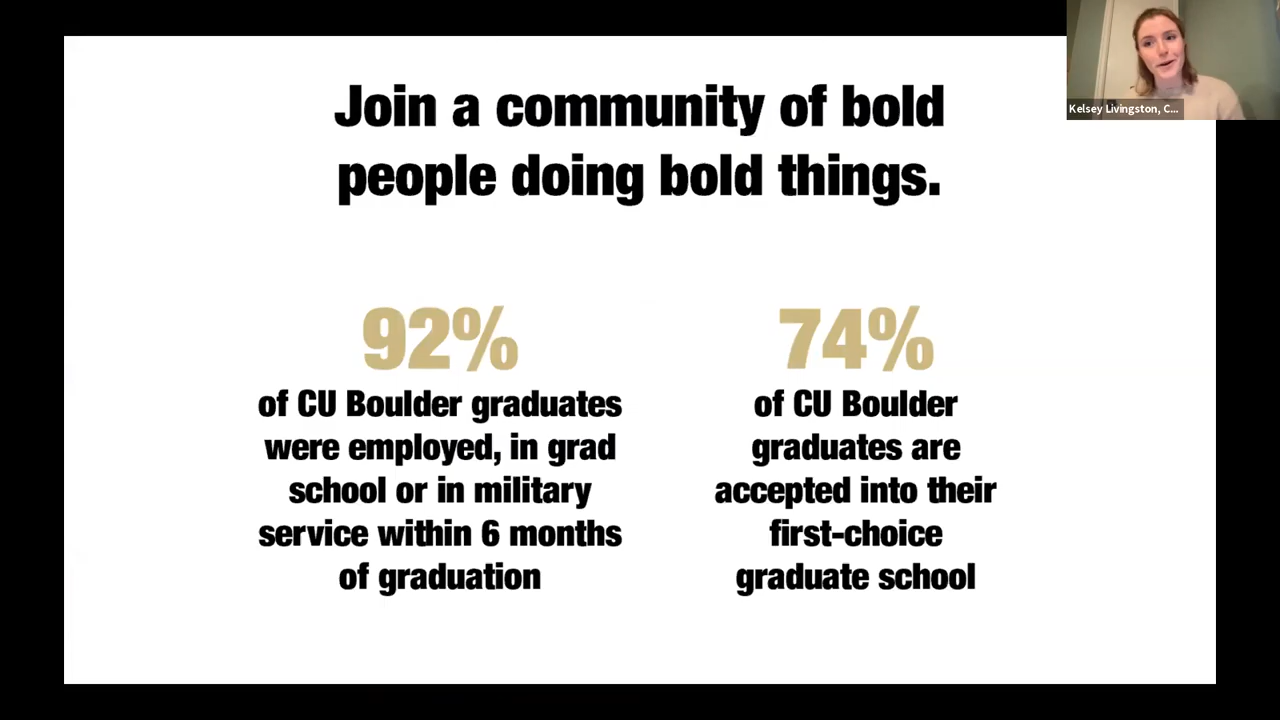 Join a community of bold
people doing bold things.
92%
of CU Boulder graduates
were employed, in grad
school or in military
service within 6 months
of graduation
74%
of CU Boulder
graduates are
accepted into their
first-choice
graduate school
Kelsey Livingston, C...